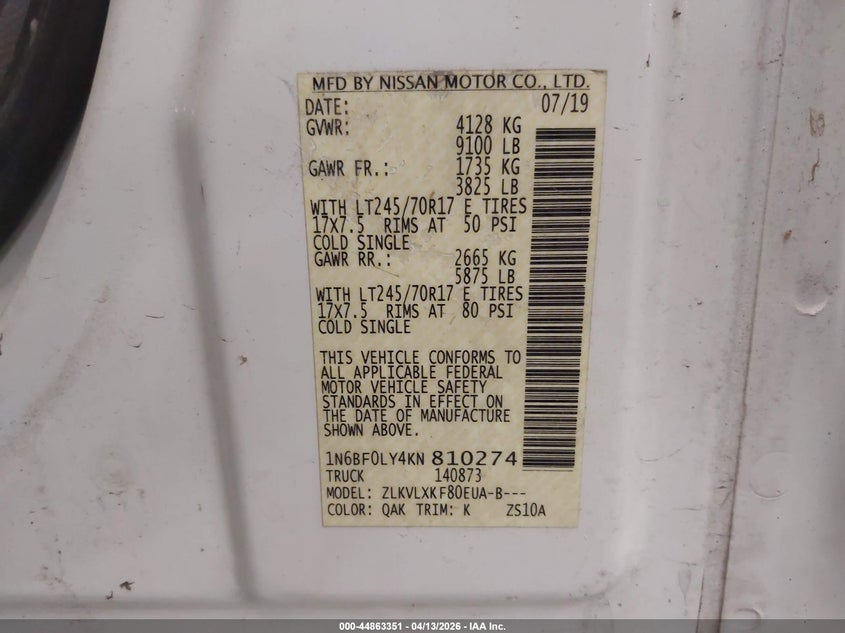 MFD BY NISSAN MOTOR CO., LTD.
DATE: 07/19
GVWR: 4128 KG
9100 LB
GAWR FR.: 1735 KG
3825 LB
WITH LT245/70R17 E TIRES
17X7.5 RIMS AT 50 PSI
COLD SINGLE
GAWR RR.: 2665 KG
5875 LB
WITH LT245/70R17 E TIRES
17X7.5 RIMS AT 80 PSI
COLD SINGLE
THIS VEHICLE CONFORMS TO
ALL APPLICABLE FEDERAL
MOTOR VEHICLE SAFETY
STANDARDS IN EFFECT ON
THE DATE OF MANUFACTURE
SHOWN ABOVE.
1N6BF0LY4KN 810274
TRUCK 140873
MODEL: ZLKVLXKF80EUA-B---
COLOR: QAK TRIM: K ZS10A
000-44863351 - 04/13/2026 - IAA Inc.